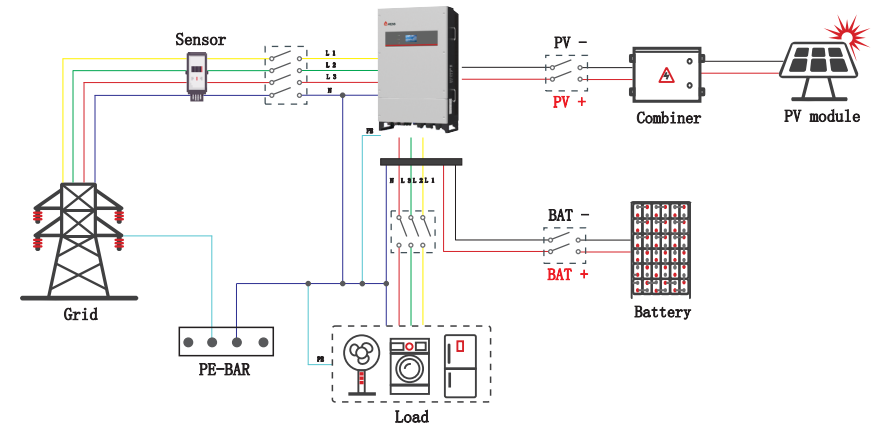 Sensor
L 1
L 2
L 3
N
PE
PV -
PV +
Combiner
PV module
N L 3 L 2 L 1
BAT -
BAT +
Battery
Grid
PE-BAR
PE
Load